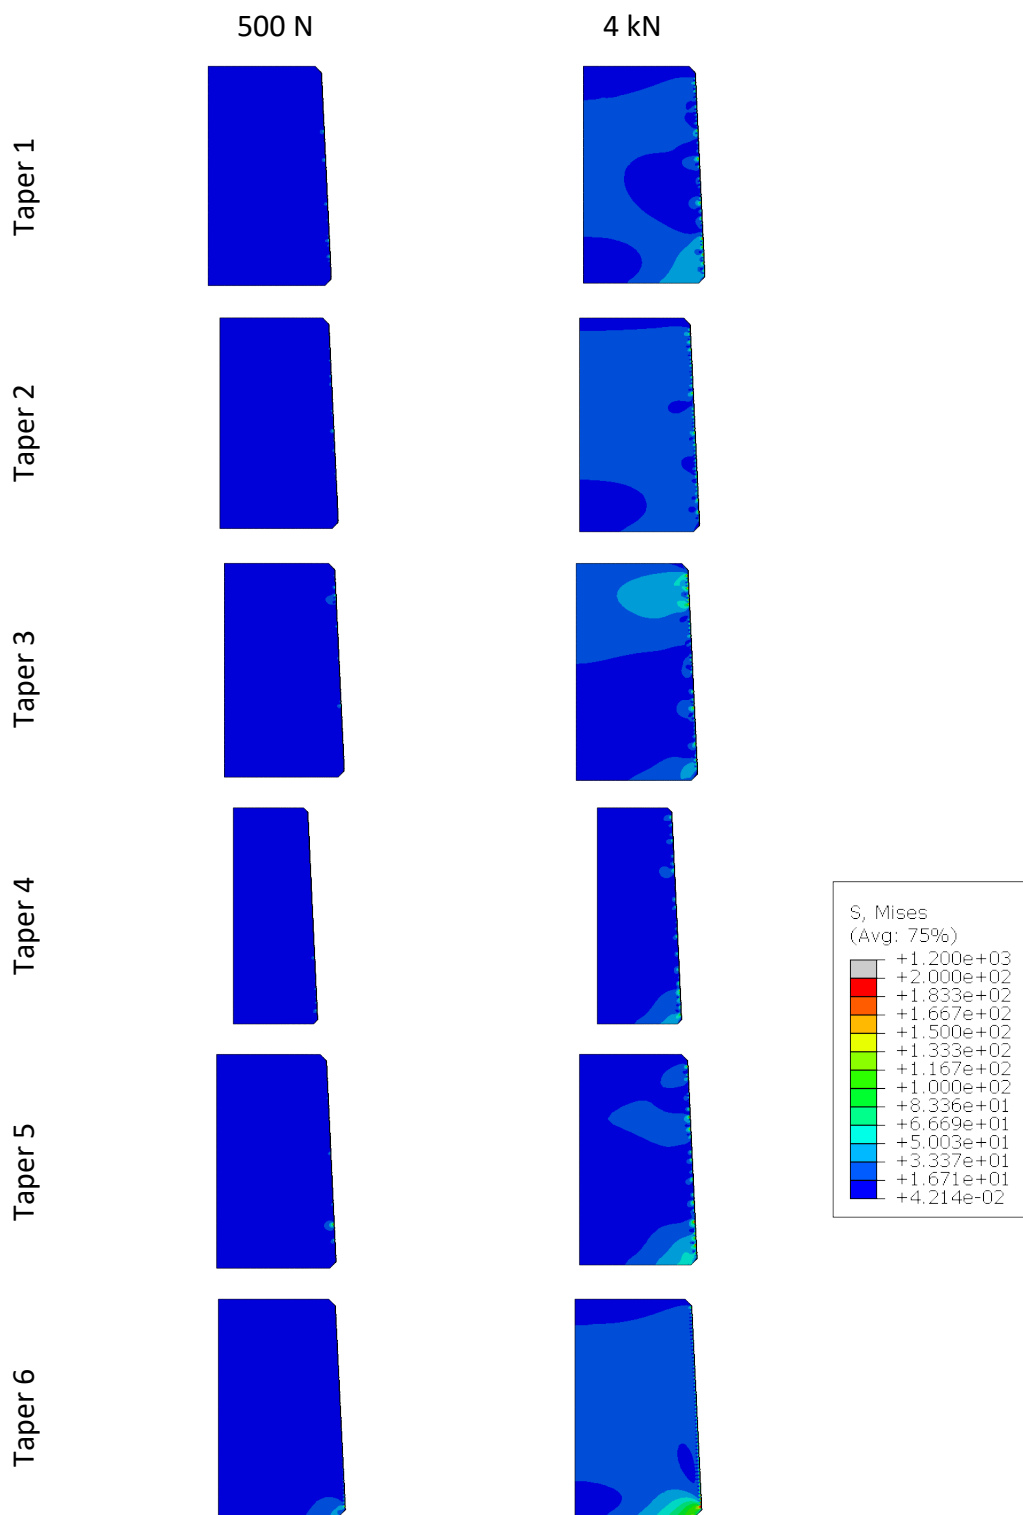 500 N
4 kN
Taper 1
Taper 2
Taper 3
Taper 4
Taper 5
Taper 6
S, Mises
(Avg: 75%)
+1.200e+03
+2.000e+02
+1.833e+02
+1.667e+02
+1.500e+02
+1.333e+02
+1.167e+02
+1.000e+02
+8.336e+01
+6.669e+01
+5.003e+01
+3.337e+01
+1.671e+01
+4.214e-02